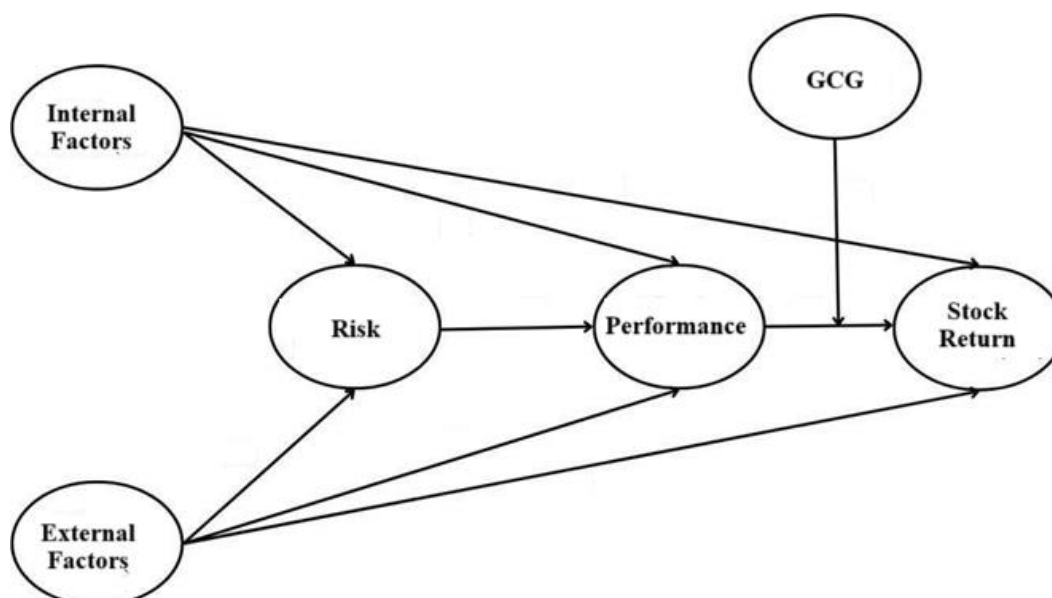 GCG
Internal
Factors
Risk
Performance
Stock
Return
External
Factors